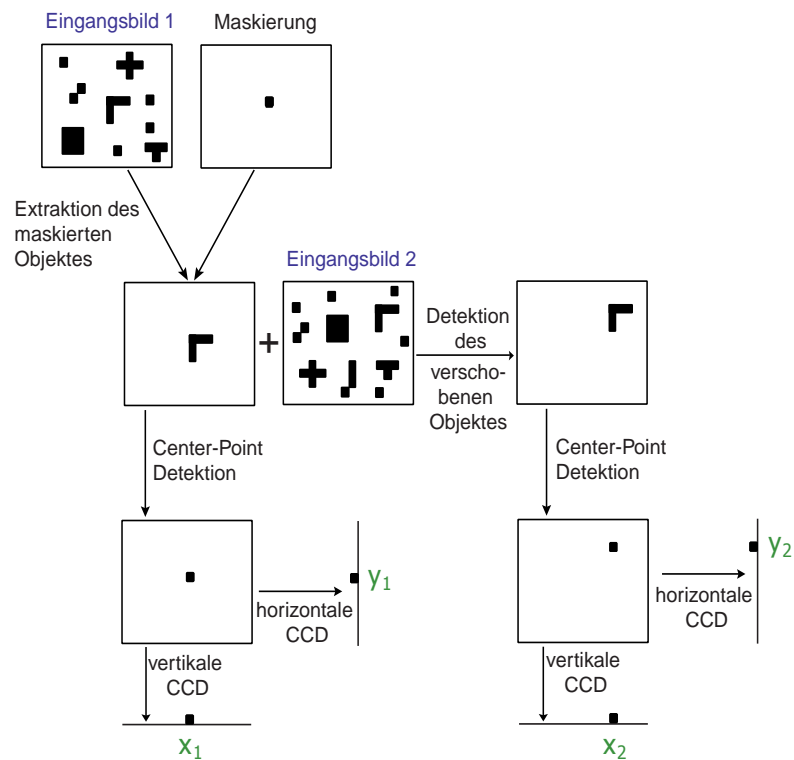 Eingangsbild 1
Maskierung
Extraktion des
maskierten
Objektes
Eingangsbild 2
+
Detektion
des
verscho-
benen
Objektes
Center-Point
Detektion
Center-Point
Detektion
y1
horizontale
CCD
vertikale
CCD
x1
y2
horizontale
CCD
vertikale
CCD
x2